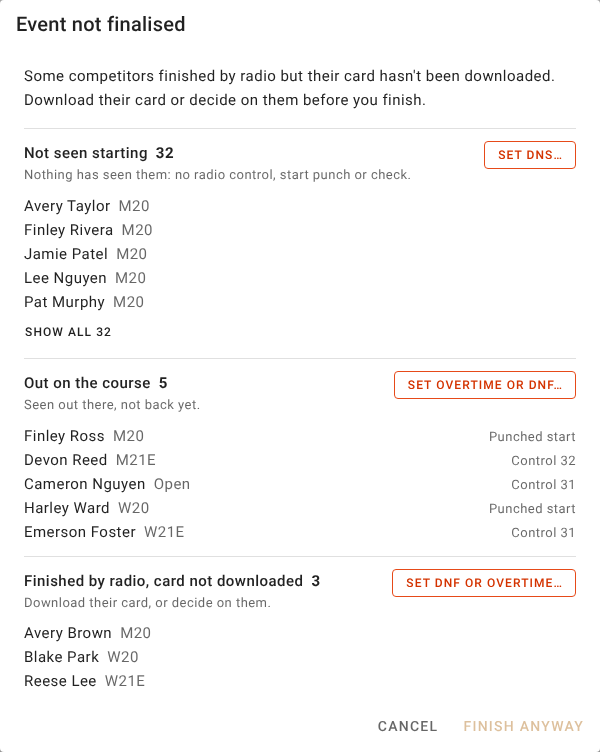 Event not finalised
Some competitors finished by radio but their card hasn't been downloaded.
Download their card or decide on them before you finish.
Not seen starting 32
SET DNS…
Nothing has seen them: no radio control, start punch or check.
Avery Taylor M20
Finley Rivera M20
Jamie Patel M20
Lee Nguyen M20
Pat Murphy M20
SHOW ALL 32
Out on the course 5
SET OVERTIME OR DNF…
Seen out there, not back yet.
Finley Ross M20 Punched start
Devon Reed M21E Control 32
Cameron Nguyen Open Control 31
Harley Ward W20 Punched start
Emerson Foster W21E Control 31
Finished by radio, card not downloaded 3
SET DNF OR OVERTIME…
Download their card, or decide on them.
Avery Brown M20
Blake Park W20
Reese Lee W21E
CANCEL FINISH ANYWAY